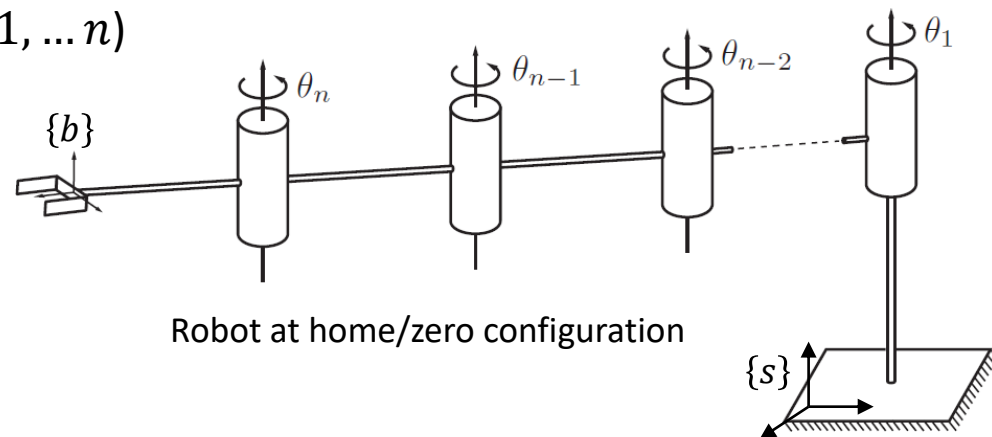 1, … n)
θ₁
θₙ₋₂
θₙ₋₁
θₙ
{b}
Robot at home/zero configuration
{s}